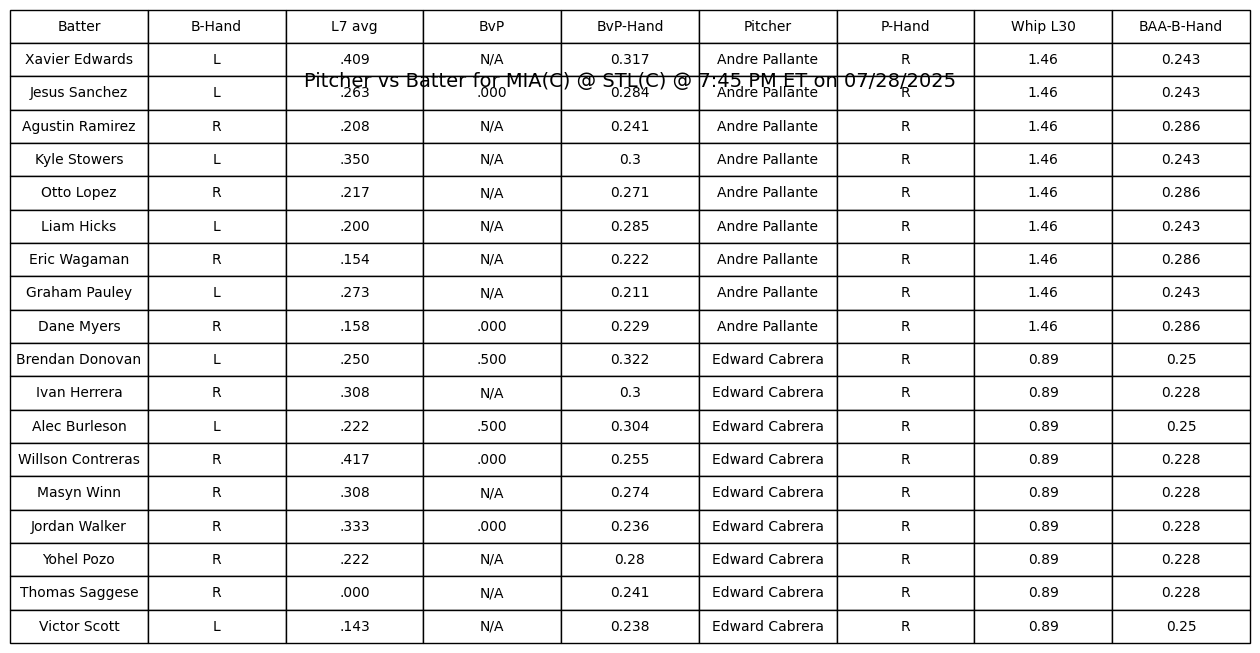 Batter B-Hand L7 avg BvP BvP-Hand Pitcher P-Hand Whip L30 BAA-B-Hand
Xavier Edwards L .409 N/A 0.317 Andre Pallante R 1.46 0.243
Pitcher vs Batter for MIA(C) @ STL(C) @ 7:45 PM ET on 07/28/2025
Jesus Sanchez L .263 .000 0.284 Andre Pallante R 1.46 0.243
Agustin Ramirez R .208 N/A 0.241 Andre Pallante R 1.46 0.286
Kyle Stowers L .350 N/A 0.3 Andre Pallante R 1.46 0.243
Otto Lopez R .217 N/A 0.271 Andre Pallante R 1.46 0.286
Liam Hicks L .200 N/A 0.285 Andre Pallante R 1.46 0.243
Eric Wagaman R .154 N/A 0.222 Andre Pallante R 1.46 0.286
Graham Pauley L .273 N/A 0.211 Andre Pallante R 1.46 0.243
Dane Myers R .158 .000 0.229 Andre Pallante R 1.46 0.286
Brendan Donovan L .250 .500 0.322 Edward Cabrera R 0.89 0.25
Ivan Herrera R .308 N/A 0.3 Edward Cabrera R 0.89 0.228
Alec Burleson L .222 .500 0.304 Edward Cabrera R 0.89 0.25
Willson Contreras R .417 .000 0.255 Edward Cabrera R 0.89 0.228
Masyn Winn R .308 N/A 0.274 Edward Cabrera R 0.89 0.228
Jordan Walker R .333 .000 0.236 Edward Cabrera R 0.89 0.228
Yohel Pozo R .222 N/A 0.28 Edward Cabrera R 0.89 0.228
Thomas Saggese R .000 N/A 0.241 Edward Cabrera R 0.89 0.228
Victor Scott L .143 N/A 0.238 Edward Cabrera R 0.89 0.25